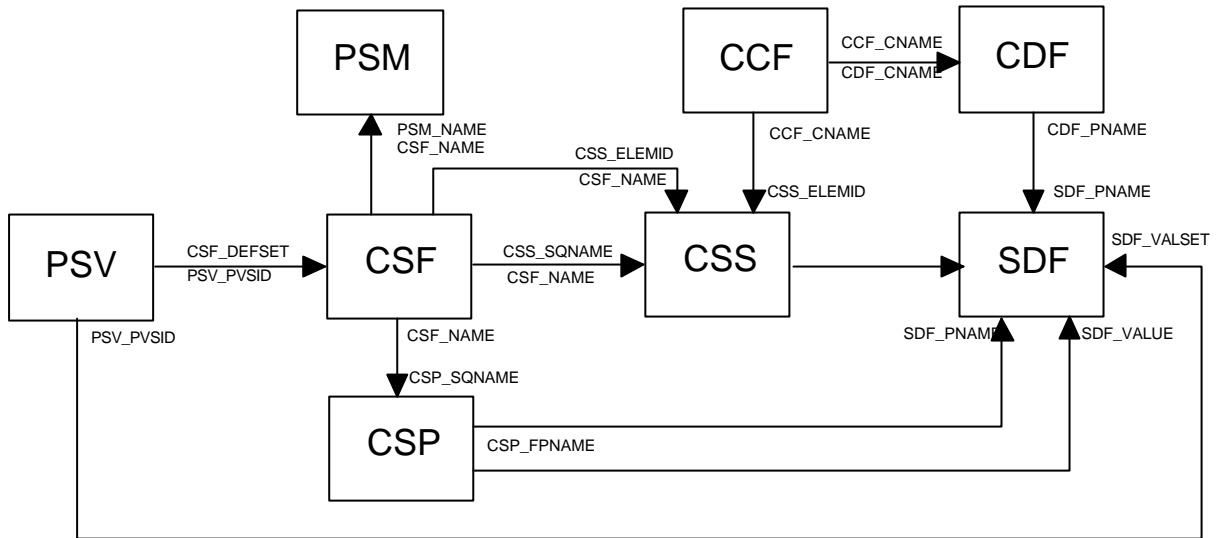 PSM
CCF
CCF_CNAME
CDF_CNAME
CDF
PSM_NAME
CSF_NAME
CCF_CNAME
CDF_PNAME
CSS_ELEMID
CSF_NAME
CSS_ELEMID
SDF_PNAME
PSV
CSF_DEFSET
PSV_PVSID
CSF
CSS_SQNAME
CSF_NAME
CSS
SDF
SDF_VALSET
PSV_PVSID
CSF_NAME
SDF_PNAME
SDF_VALUE
CSP_SQNAME
CSP
CSP_FPNAME